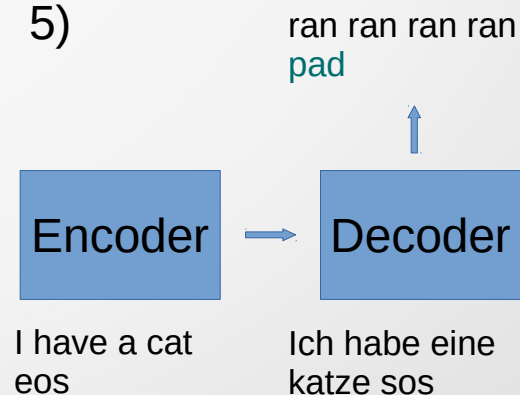 5)
ran ran ran ran
pad
Encoder
Decoder
I have a cat
eos
Ich habe eine
katze sos